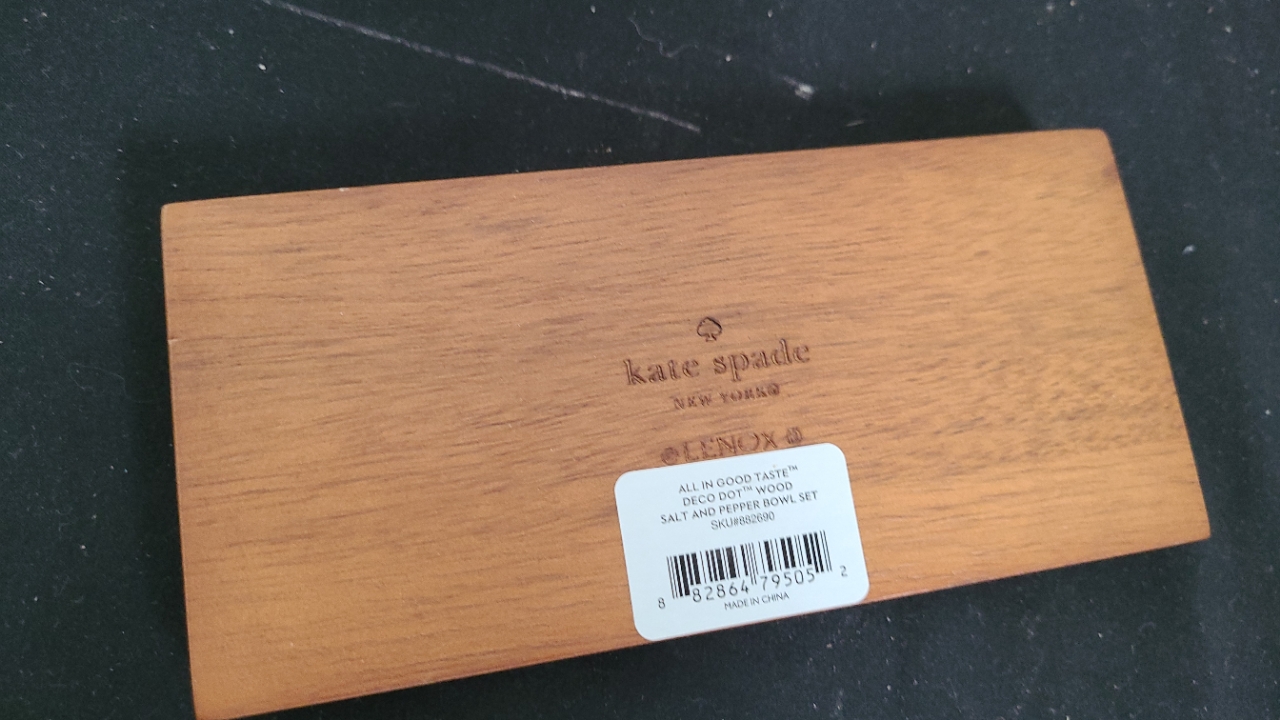 kate spade
NEW YORK®
®LENOX®
ALL IN GOOD TASTE™
DECO DOT™ WOOD
SALT AND PEPPER BOWL SET
SKU#882690
8 82864 79505 2
MADE IN CHINA